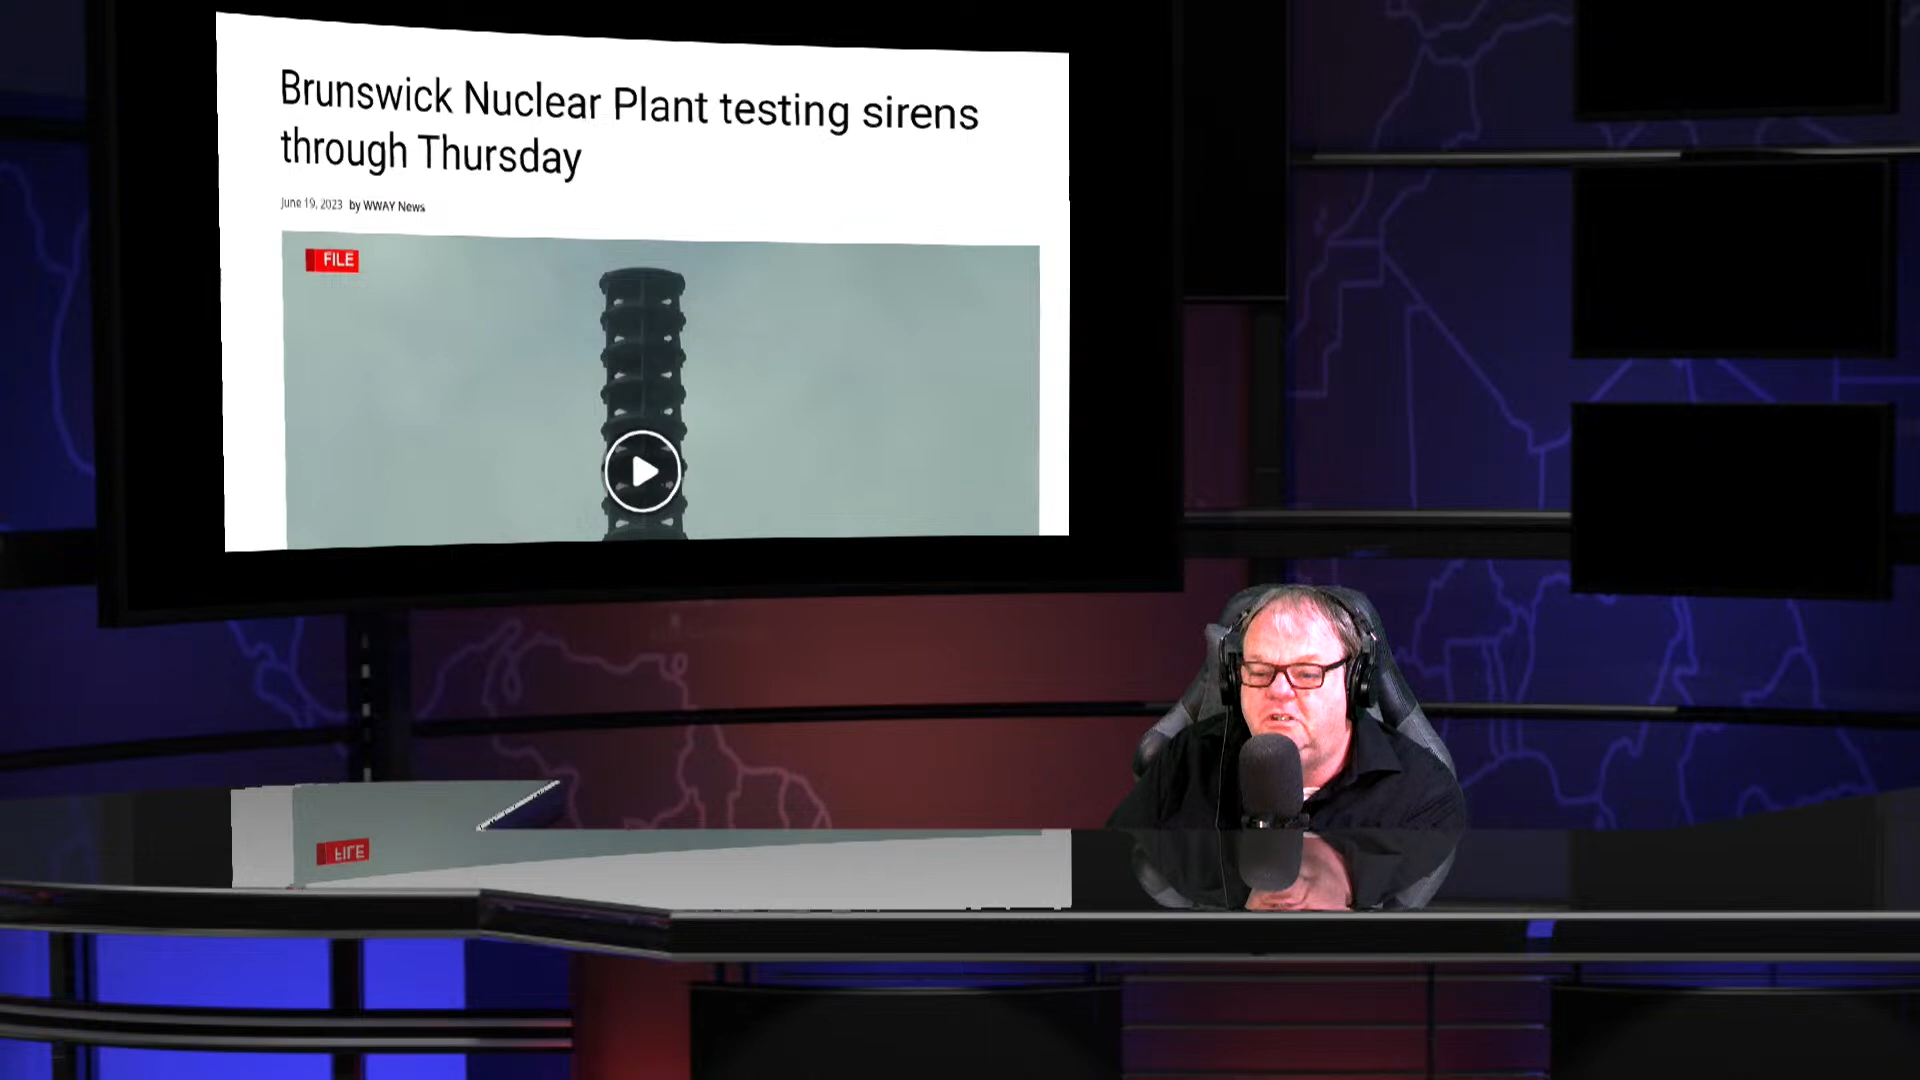 Brunswick Nuclear Plant testing sirens
through Thursday
June 19, 2023 by WWAY News
FILE
FILE